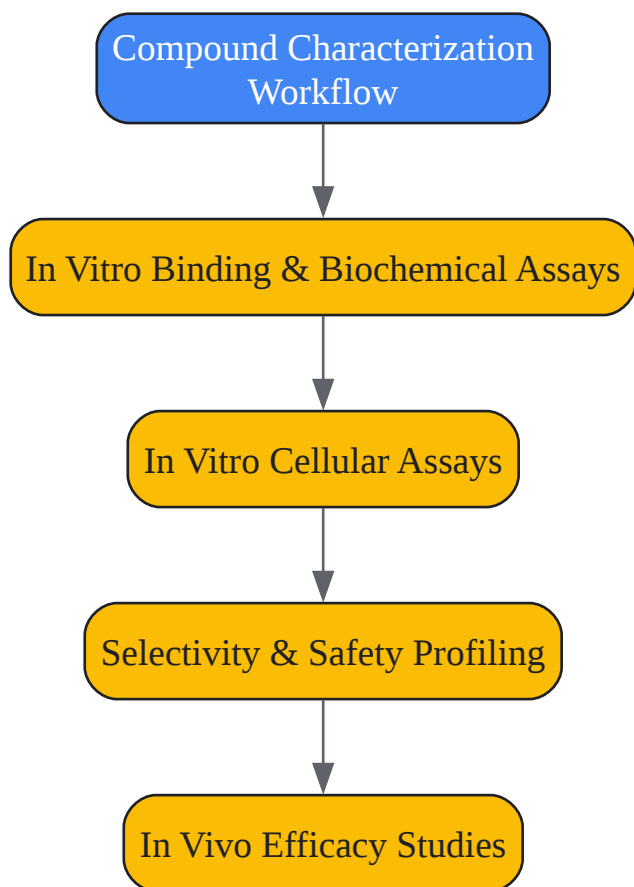 Compound Characterization
Workflow
In Vitro Binding & Biochemical Assays
In Vitro Cellular Assays
Selectivity & Safety Profiling
In Vivo Efficacy Studies